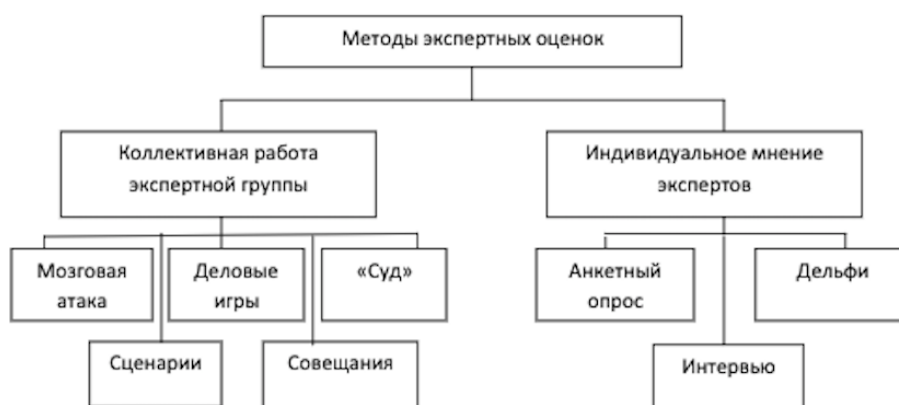 Методы экспертных оценок
Коллективная работа
экспертной группы
Индивидуальное мнение
экспертов
Мозговая
атака
Деловые
игры
«Суд»
Анкетный
опрос
Дельфи
Сценарии
Совещания
Интервью